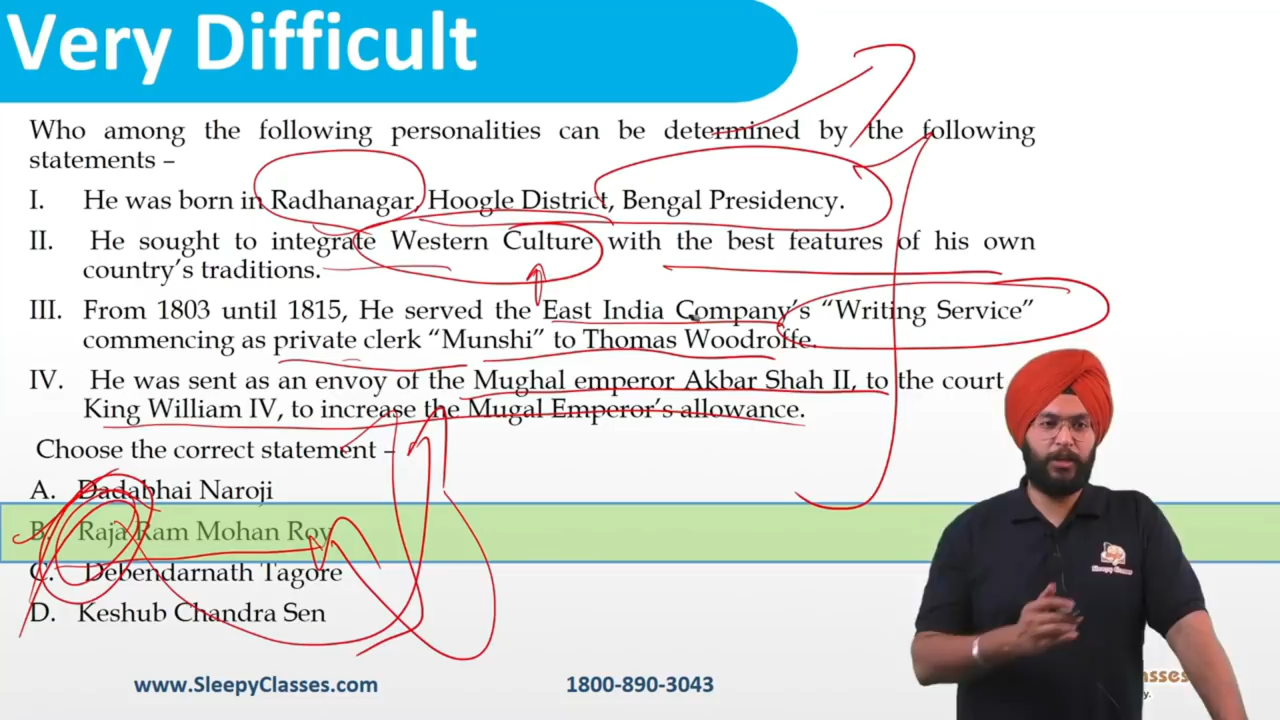 Very Difficult
Who among the following personalities can be determined by the following
statements –
I. He was born in Radhanagar, Hoogle District, Bengal Presidency.
II. He sought to integrate Western Culture with the best features of his own
country's traditions.
III. From 1803 until 1815, He served the East India Company's “Writing Service”
commencing as private clerk “Munshi” to Thomas Woodroffe.
IV. He was sent as an envoy of the Mughal emperor Akbar Shah II, to the court
King William IV, to increase the Mugal Emperor's allowance.
Choose the correct statement –
A. Dadabhai Naroji
B. Raja Ram Mohan Roy
C. Debendarnath Tagore
D. Keshub Chandra Sen
Sleepy Classes
www.SleepyClasses.com 1800-890-3043